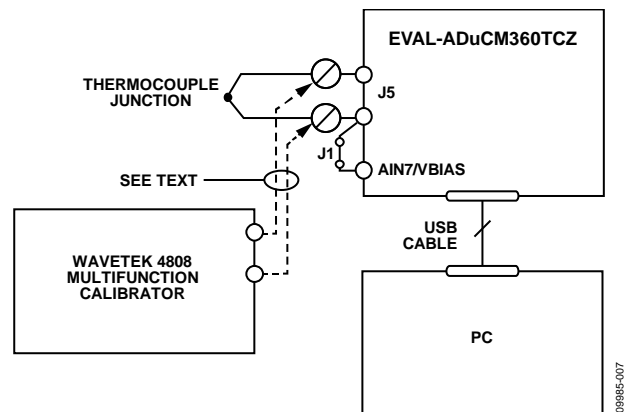 EVAL-ADuCM360TCZ
THERMOCOUPLE
JUNCTION
J5
J1
AIN7/VBIAS
SEE TEXT
USB
CABLE
WAVETEK 4808
MULTIFUNCTION
CALIBRATOR
PC
09985-007